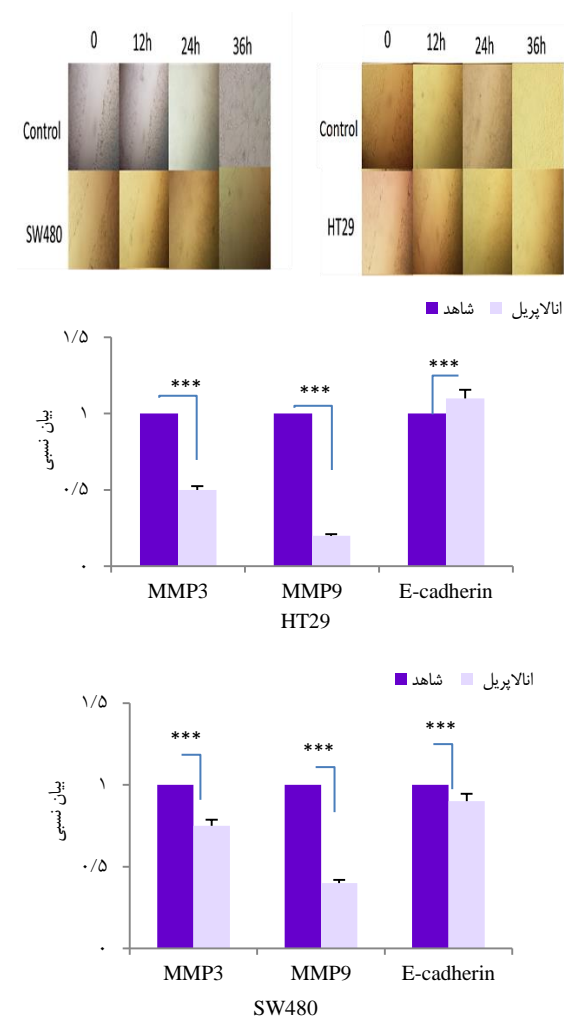 0 12h 24h 36h
Control
SW480
0 12h 24h 36h
Control
HT29
شاهد انالاپریل
بیان نسبی
۱/۵
۱
۰/۵
۰
*** *** ***
MMP3 MMP9 E-cadherin
HT29
شاهد انالاپریل
بیان نسبی
۱/۵
۱
۰/۵
۰
*** *** ***
MMP3 MMP9 E-cadherin
SW480